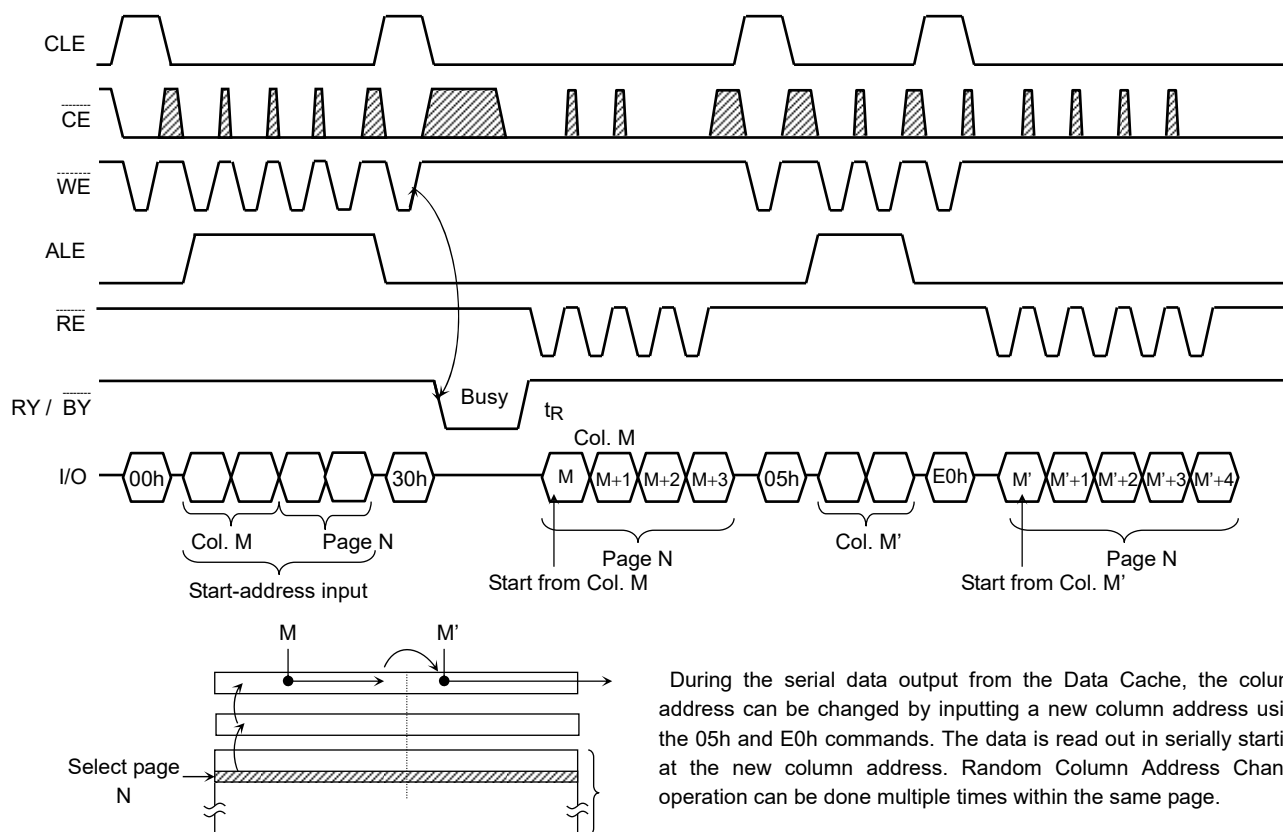 CLE
CE
WE
ALE
RE
RY / BY
Busy
tR
Col. M
I/O
00h
30h
M
M+1
M+2
M+3
05h
E0h
M'
M'+1
M'+2
M'+3
M'+4
Col. M
Page N
Start-address input
Page N
Start from Col. M
Col. M’
Page N
Start from Col. M’
M
M’
Select page
N
During the serial data output from the Data Cache, the colum
address can be changed by inputting a new column address usi
the 05h and E0h commands. The data is read out in serially starti
at the new column address. Random Column Address Chan
operation can be done multiple times within the same page.